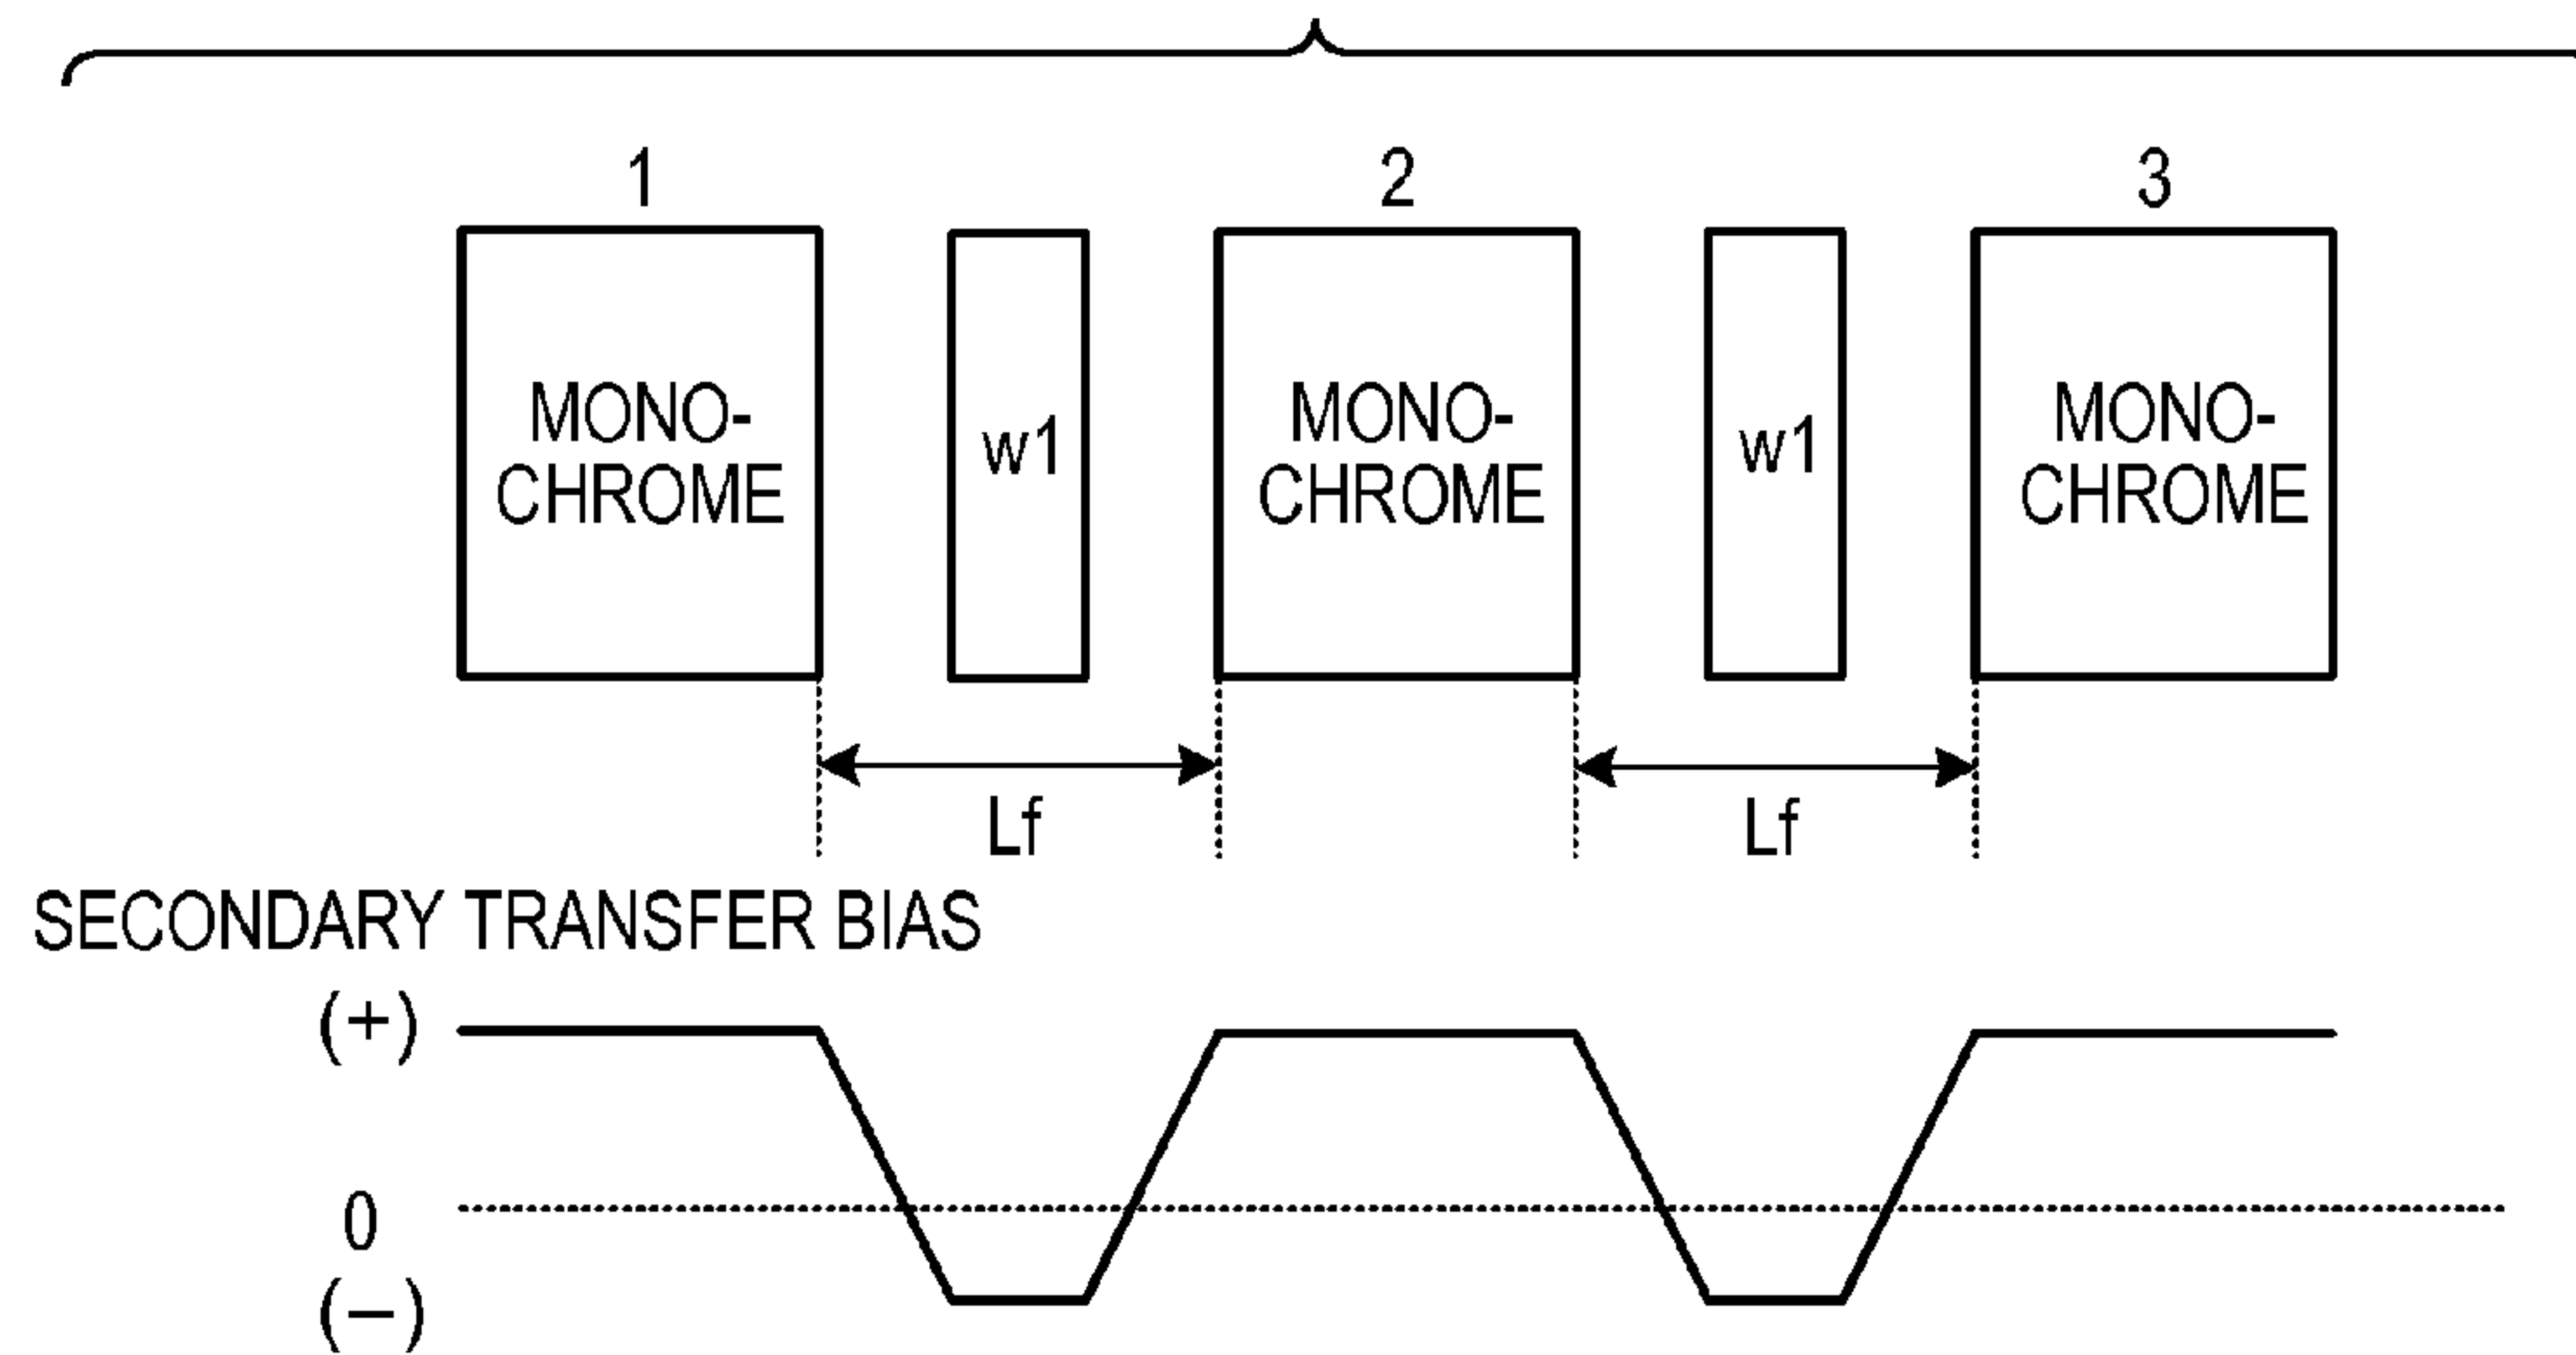 1 2 3
MONO-
CHROME
w1
MONO-
CHROME
w1
MONO-
CHROME
Lf Lf
SECONDARY TRANSFER BIAS
(+)
0
(−)